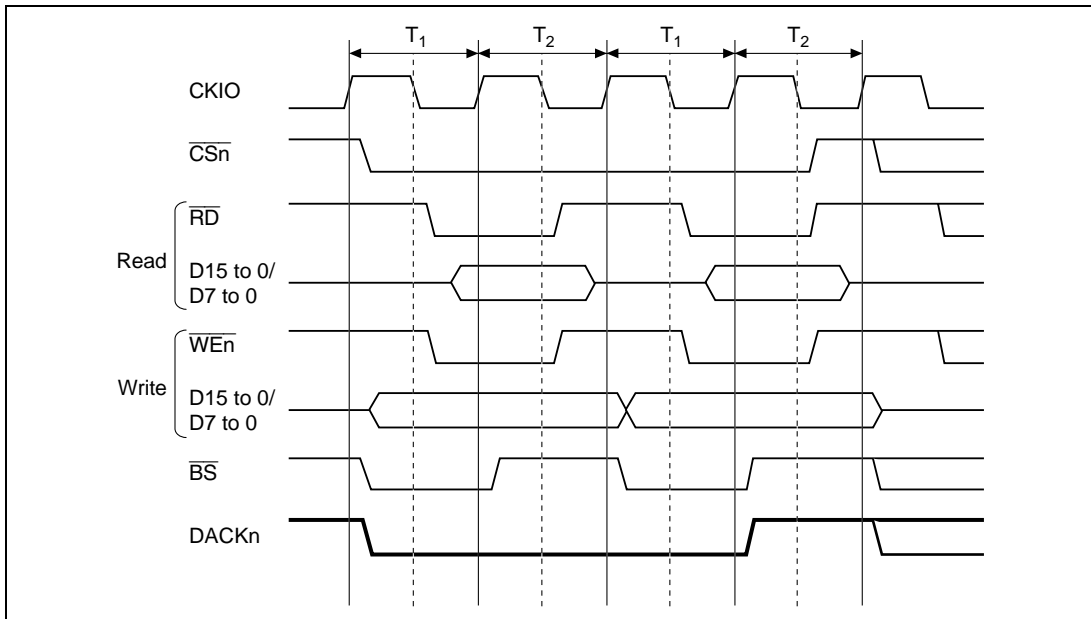 T1 T2 T1 T2
CKIO
CSn
RD
Read
D15 to 0/
D7 to 0
WEn
Write
D15 to 0/
D7 to 0
BS
DACKn